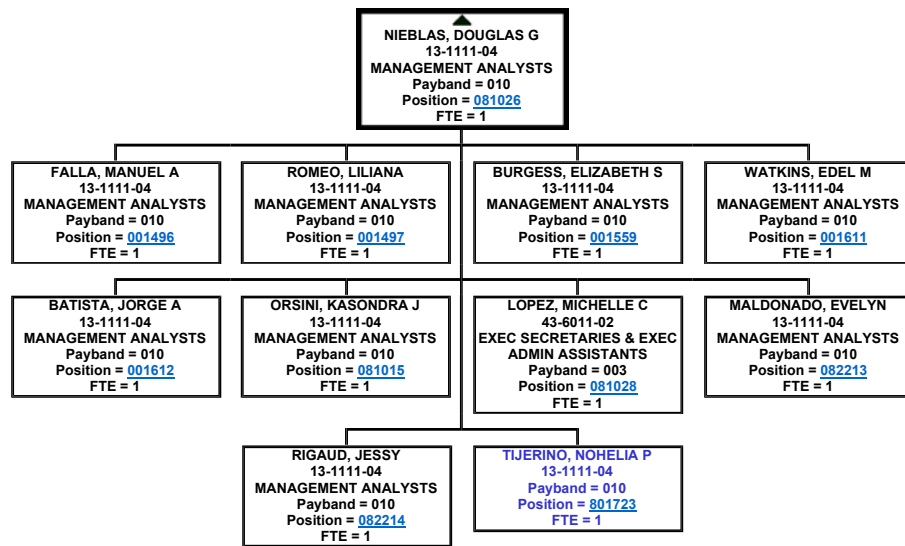 NIEBLAS, DOUGLAS G
13-1111-04
MANAGEMENT ANALYSTS
Payband = 010
Position = 081026
FTE = 1
FALLA, MANUEL A
13-1111-04
MANAGEMENT ANALYSTS
Payband = 010
Position = 001496
FTE = 1
ROMEO, LILIANA
13-1111-04
MANAGEMENT ANALYSTS
Payband = 010
Position = 001497
FTE = 1
BURGESS, ELIZABETH S
13-1111-04
MANAGEMENT ANALYSTS
Payband = 010
Position = 001559
FTE = 1
WATKINS, EDEL M
13-1111-04
MANAGEMENT ANALYSTS
Payband = 010
Position = 001611
FTE = 1
BATISTA, JORGE A
13-1111-04
MANAGEMENT ANALYSTS
Payband = 010
Position = 001612
FTE = 1
ORSINI, KASONDRA J
13-1111-04
MANAGEMENT ANALYSTS
Payband = 010
Position = 081015
FTE = 1
LOPEZ, MICHELLE C
43-6011-02
EXEC SECRETARIES & EXEC
ADMIN ASSISTANTS
Payband = 003
Position = 081028
FTE = 1
MALDONADO, EVELYN
13-1111-04
MANAGEMENT ANALYSTS
Payband = 010
Position = 082213
FTE = 1
RIGAUD, JESSY
13-1111-04
MANAGEMENT ANALYSTS
Payband = 010
Position = 082214
FTE = 1
TIJERINO, NOHELIA P
13-1111-04
Payband = 010
Position = 801723
FTE = 1